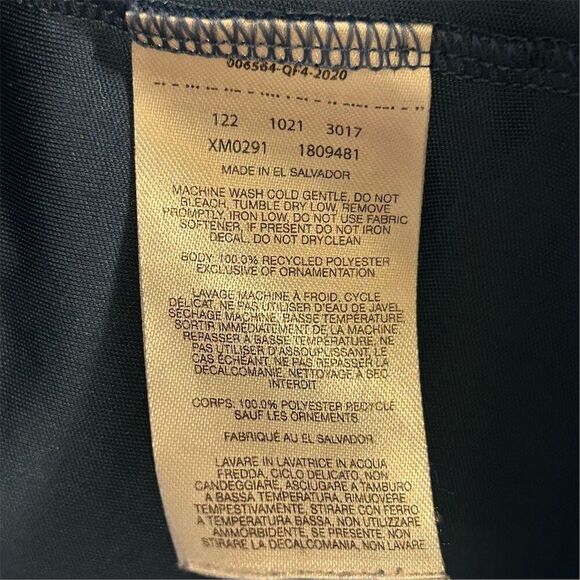 006564-QF4-2020
122 1021 3017
XM0291 1809481
MADE IN EL SALVADOR
MACHINE WASH COLD GENTLE, DO NOT
BLEACH, TUMBLE DRY LOW, REMOVE
PROMPTLY, IRON LOW, DO NOT USE FABRIC
SOFTENER, IF PRESENT DO NOT IRON
DECAL, DO NOT DRYCLEAN
BODY: 100.0% RECYCLED POLYESTER
EXCLUSIVE OF ORNAMENTATION
LAVAGE MACHINE À FROID, CYCLE
DÉLICAT, NE PAS UTILISER D'EAU DE JAVEL,
SÉCHAGE MACHINE, BASSE TEMPÉRATURE,
SORTIR IMMÉDIATEMENT DE LA MACHINE,
REPASSER À BASSE TEMPÉRATURE, NE
PAS UTILISER D'ASSOUPLISSANT, LE
CAS ÉCHÉANT, NE PAS REPASSER LA
DÉCALCOMANIE, NETTOYAGE À SEC
INTERDIT
CORPS: 100.0% POLYESTER RECYCLÉ
SAUF LES ORNEMENTS
FABRIQUÉ AU EL SALVADOR
LAVARE IN LAVATRICE IN ACQUA
FREDDA, CICLO DELICATO, NON
CANDEGGIARE, ASCIUGARE A TAMBURO
A BASSA TEMPERATURA, RIMUOVERE
TEMPESTIVAMENTE, STIRARE CON FERRO
A TEMPERATURA BASSA, NON UTILIZZARE
AMMORBIDENTE, SE PRESENTE, NON
STIRARE LA DECALCOMANIA, NON LAVARE